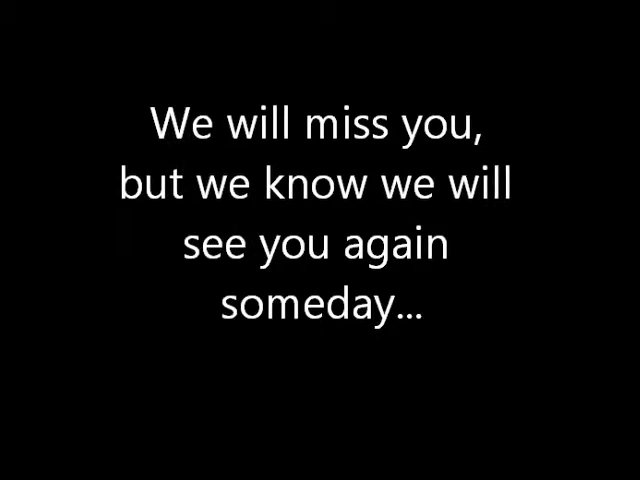 We will miss you,
but we know we will
see you again
someday...